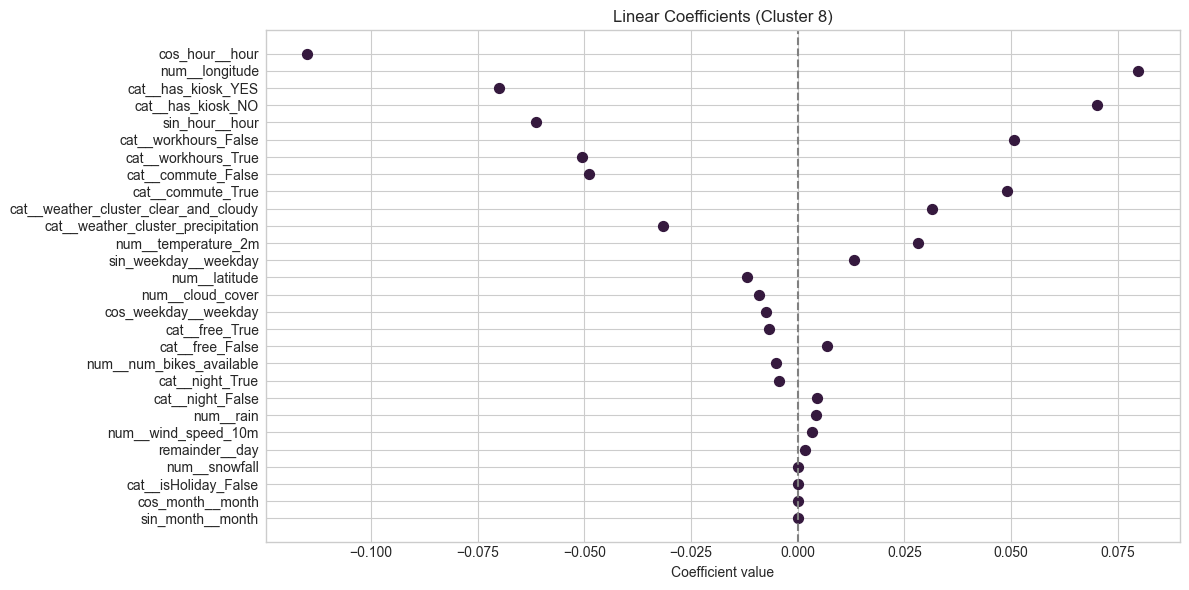 Linear Coefficients (Cluster 8)
cos_hour__hour
num__longitude
cat__has_kiosk_YES
cat__has_kiosk_NO
sin_hour__hour
cat__workhours_False
cat__workhours_True
cat__commute_False
cat__commute_True
cat__weather_cluster_clear_and_cloudy
cat__weather_cluster_precipitation
num__temperature_2m
sin_weekday__weekday
num__latitude
num__cloud_cover
cos_weekday__weekday
cat__free_True
cat__free_False
num__num_bikes_available
cat__night_True
cat__night_False
num__rain
num__wind_speed_10m
remainder__day
num__snowfall
cat__isHoliday_False
cos_month__month
sin_month__month
−0.100 −0.075 −0.050 −0.025 0.000 0.025 0.050 0.075
Coefficient value